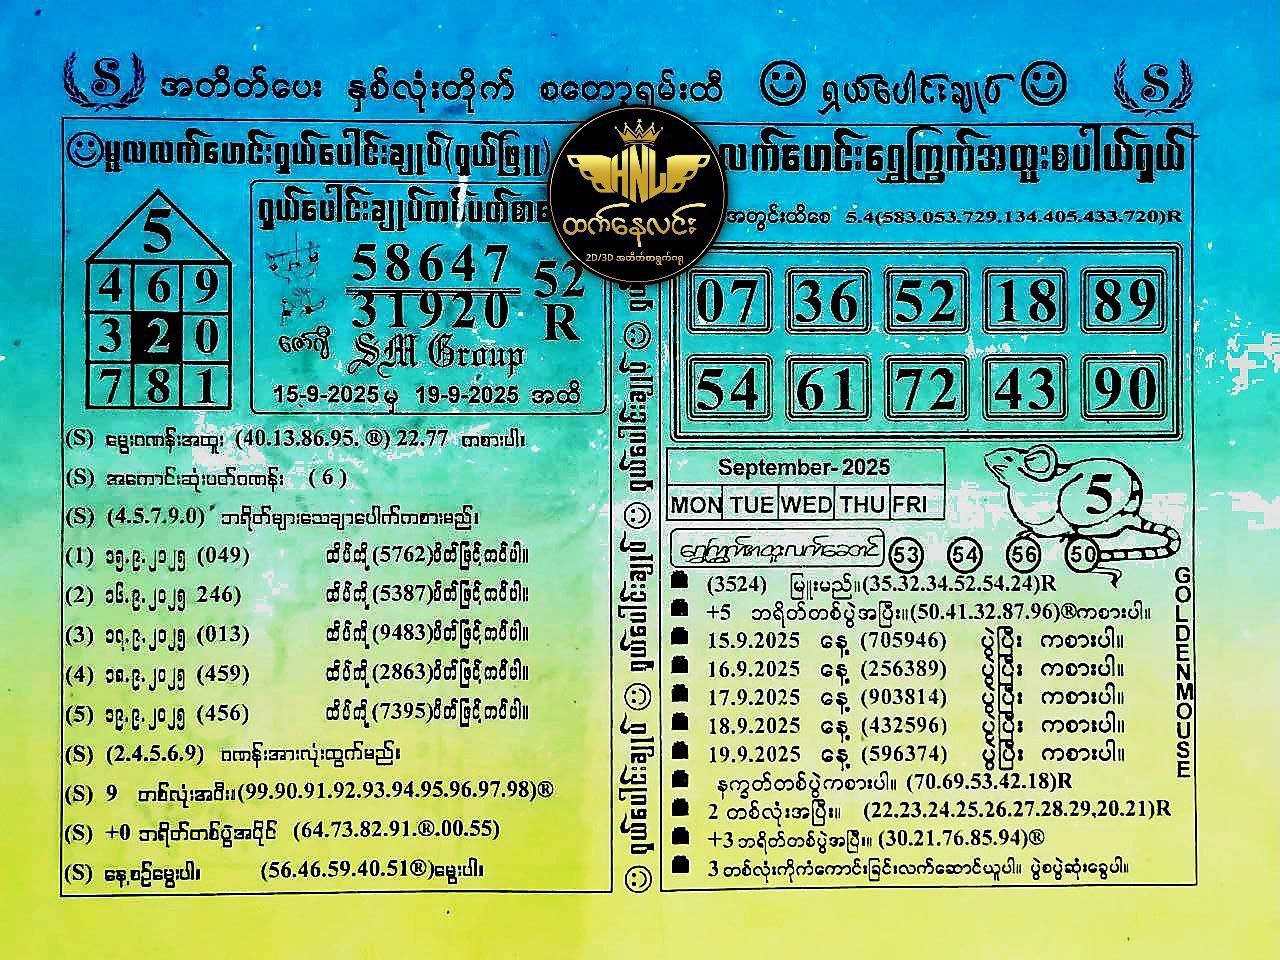 S အတိတ်ပေး နှစ်လုံးတိုက် စတော့ရမ်းထီ ရှယ်ပေါင်းချုပ် S
မူလလက်ဟောင်းရှယ်ပေါင်းချုပ်(ရှယ်ဖြူ)
HNL
ထက်နေလင်း
2D/3D အတိတ်စာရွက်ဂရု
လက်ဟောင်းရွှေကြွက်အထူးစပါယ်ရှယ်
5
4 6 9
3 2 0
7 8 1
ရှယ်ပေါင်းချုပ်တစ်ပတ်စာ
58647
31920
52
R
ဇော်ဂျီ
SM Group
15-9-2025 မှ 19-9-2025 အထိ
(S) မွေးဂဏန်းအထူး (40.13.86.95. ®) 22.77 ကစားပါ။
(S) အကောင်းဆုံးပတ်ဂဏန်း (6)
(S) (4.5.7.9.0) ဘရိတ်များသေချာပေါက်ကစားမည်။
(1) ၁၅.၉.၂၀၂၅ (049) ထိပ်ကို (5762)ပိတ်ဖြင့်ကပ်ပါ။
(2) ၁၆.၉.၂၀၂၅ 246) ထိပ်ကို (5387)ပိတ်ဖြင့်ကပ်ပါ။
(3) ၁၇.၉.၂၀၂၅ (013) ထိပ်ကို (9483)ပိတ်ဖြင့်ကပ်ပါ။
(4) ၁၈.၉.၂၀၂၅ (459) ထိပ်ကို (2863)ပိတ်ဖြင့်ကပ်ပါ။
(5) ၁၉.၉.၂၀၂၅ (456) ထိပ်ကို (7395)ပိတ်ဖြင့်ကပ်ပါ။
(S) (2.4.5.6.9) ဂဏန်းအားလုံးထွက်မည်။
(S) 9 တစ်လုံးအပီး။(99.90.91.92.93.94.95.96.97.98)®
(S) +0 ဘရိတ်တစ်ပွဲအပိုင် (64.73.82.91.®.00.55)
(S) နေ့စဉ်မွေးပါ။ (56.46.59.40.51®)မွေးပါ။
ရှယ်ပေါင်းချုပ် ရှယ်ပေါင်းချုပ် ရှယ်ပေါင်းချုပ် ရှယ်ပေါင်းချုပ်
အတွင်းထိစေ 5.4(583.053.729.134.405.433.720)R
07 36 52 18 89
54 61 72 43 90
September- 2025
MON TUE WED THU FRI
5
ရွှေကြွက်အထူးလက်ဆောင် 53 54 56 50
(3524) မြူးမည်။(35.32.34.52.54.24)R
+5 ဘရိတ်တစ်ပွဲအပြီး။(50.41.32.87.96)®ကစားပါ။
15.9.2025 နေ့ (705946) ပွဲပြီး ကစားပါ။
16.9.2025 နေ့ (256389) ပွဲပြီး ကစားပါ။
17.9.2025 နေ့ (903814) ပွဲပြီး ကစားပါ။
18.9.2025 နေ့ (432596) ပွဲပြီး ကစားပါ။
19.9.2025 နေ့ (596374) ပွဲပြီး ကစားပါ။
နက္ခတ်တစ်ပွဲကစားပါ။ (70.69.53.42.18)R
2 တစ်လုံးအပြီး။ (22.23.24.25.26.27.28.29.20.21)R
+3 ဘရိတ်တစ်ပွဲအပြီး။ (30.21.76.85.94)®
3 တစ်လုံးကိုကံကောင်းခြင်းလက်ဆောင်ယူပါ။ ပွဲစပွဲဆုံးခွေပါ။
GOLDENMOUSE